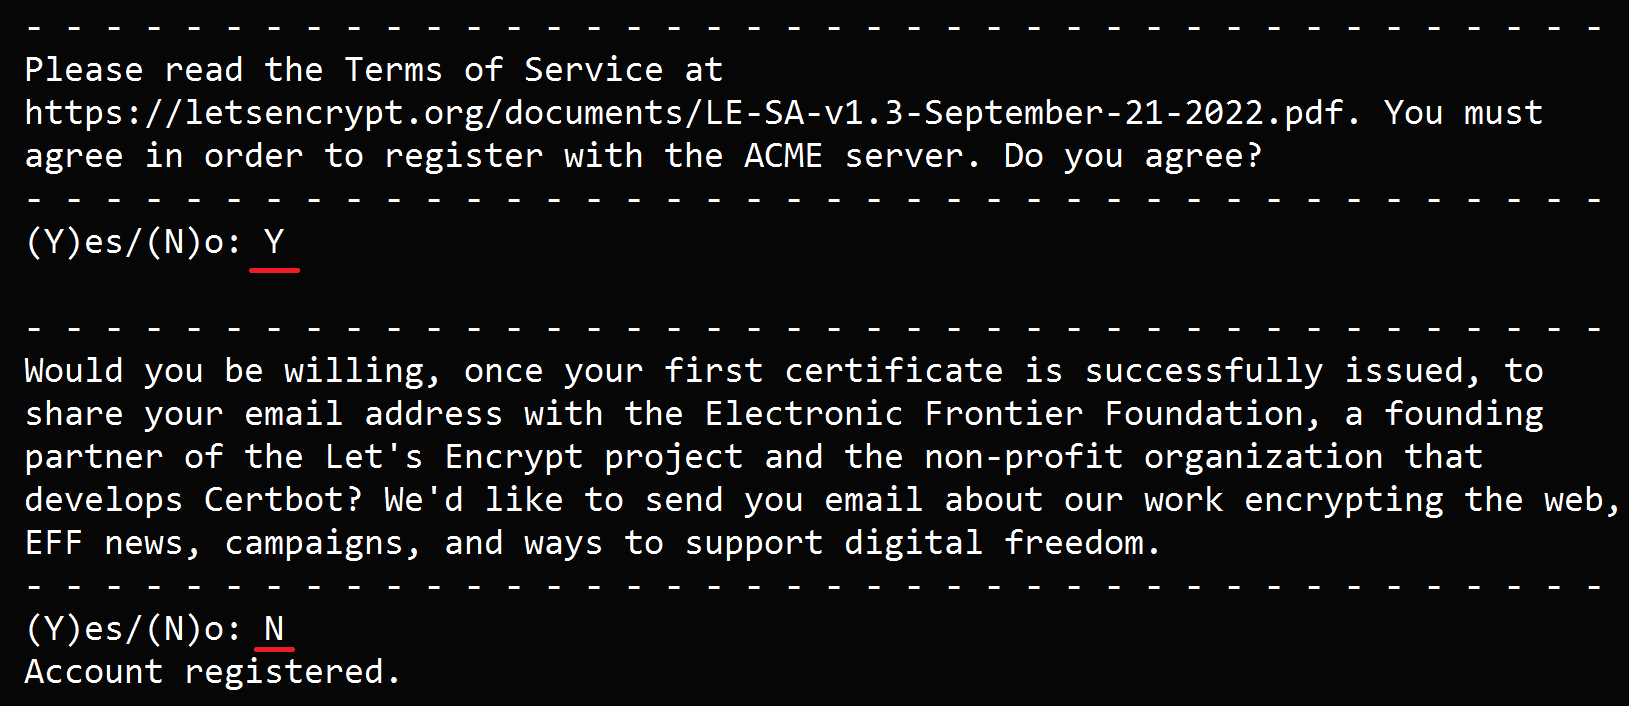 - - - - - - - - - - - - - - - - - - - - - - - - - - - - - - - - - - - - - - - -
Please read the Terms of Service at
https://letsencrypt.org/documents/LE-SA-v1.3-September-21-2022.pdf. You must
agree in order to register with the ACME server. Do you agree?
- - - - - - - - - - - - - - - - - - - - - - - - - - - - - - - - - - - - - - - -
(Y)es/(N)o: Y
- - - - - - - - - - - - - - - - - - - - - - - - - - - - - - - - - - - - - - - -
Would you be willing, once your first certificate is successfully issued, to
share your email address with the Electronic Frontier Foundation, a founding
partner of the Let's Encrypt project and the non-profit organization that
develops Certbot? We'd like to send you email about our work encrypting the web,
EFF news, campaigns, and ways to support digital freedom.
- - - - - - - - - - - - - - - - - - - - - - - - - - - - - - - - - - - - - - - -
(Y)es/(N)o: N
Account registered.